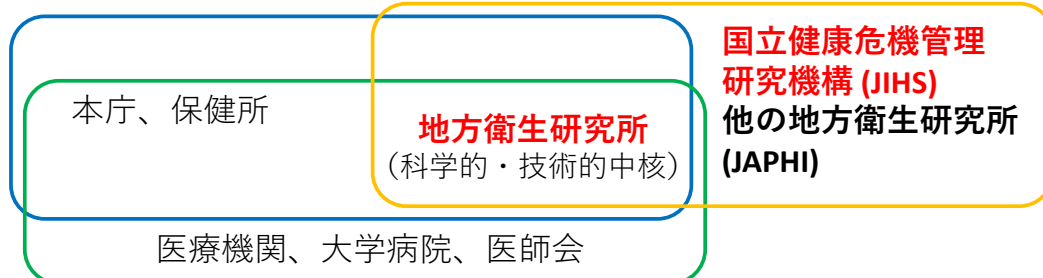 本庁、保健所
地方衛生研究所
（科学的・技術的中核）
国立健康危機管理
研究機構 (JIHS)
他の地方衛生研究所
(JAPHI)
医療機関、大学病院、医師会